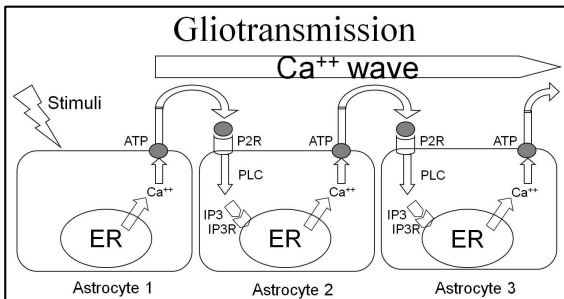 Gliotransmission
Ca++ wave
Stimuli
ATP
P2R
ATP
P2R
ATP
PLC
PLC
Ca++
Ca++
Ca++
IP3
IP3R
IP3
IP3R
ER
ER
ER
Astrocyte 1
Astrocyte 2
Astrocyte 3